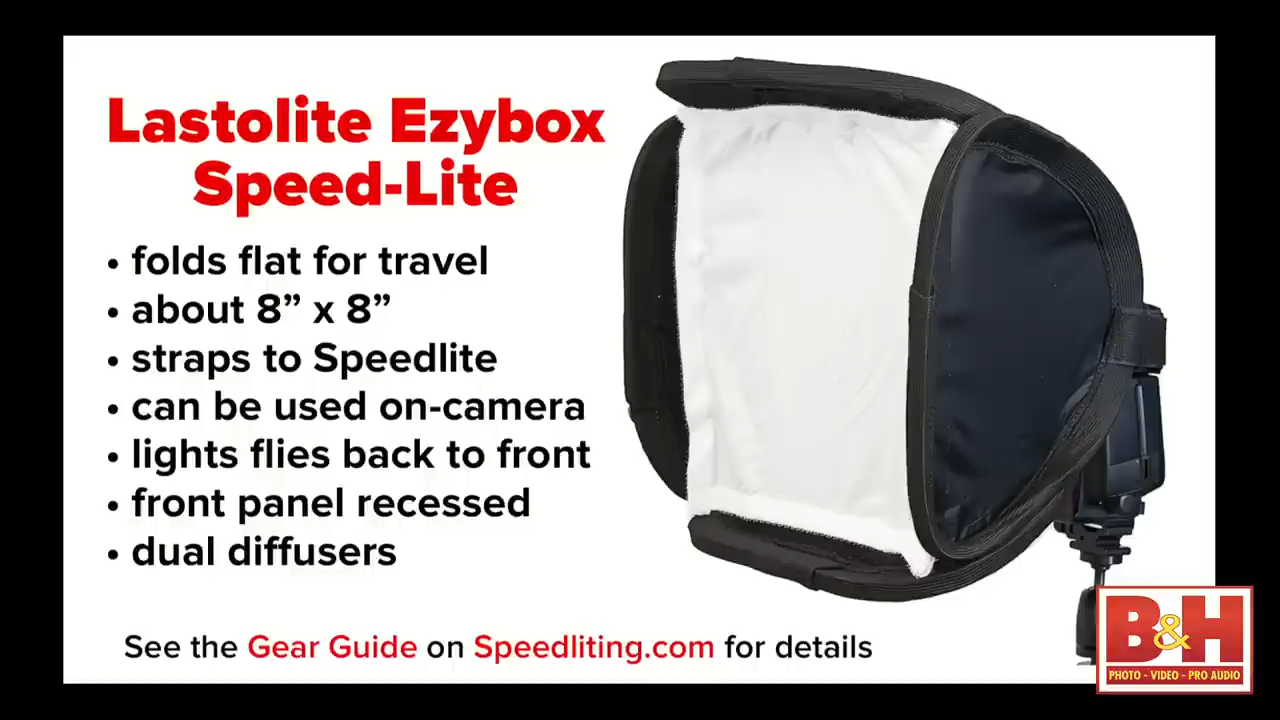 Lastolite Ezybox
Speed-Lite
• folds flat for travel
• about 8” x 8”
• straps to Speedlite
• can be used on-camera
• lights flies back to front
• front panel recessed
• dual diffusers
See the Gear Guide on Speedliting.com for details
B&H
PHOTO - VIDEO - PRO AUDIO